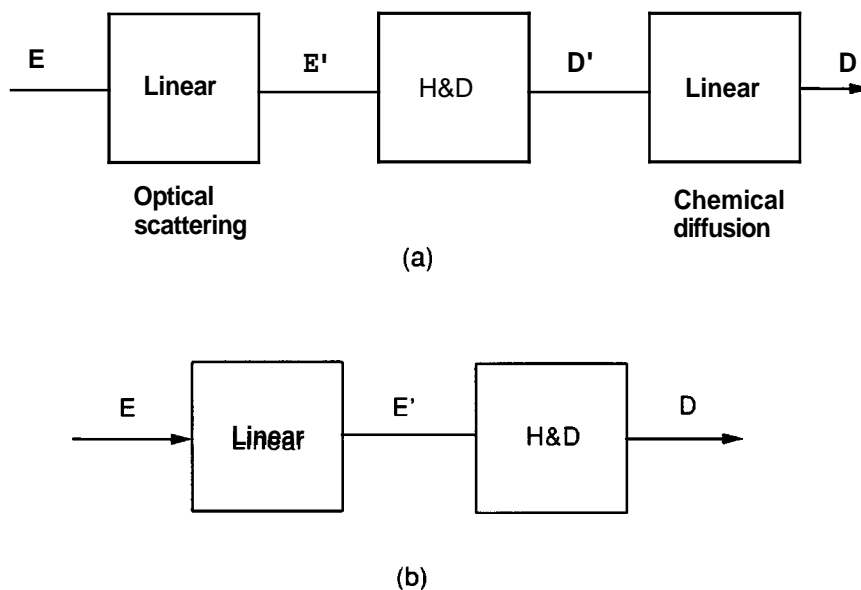 E
Linear
E'
H&D
D'
Linear
D
Optical
scattering
Chemical
diffusion
(a)
E
Linear
E'
H&D
D
(b)